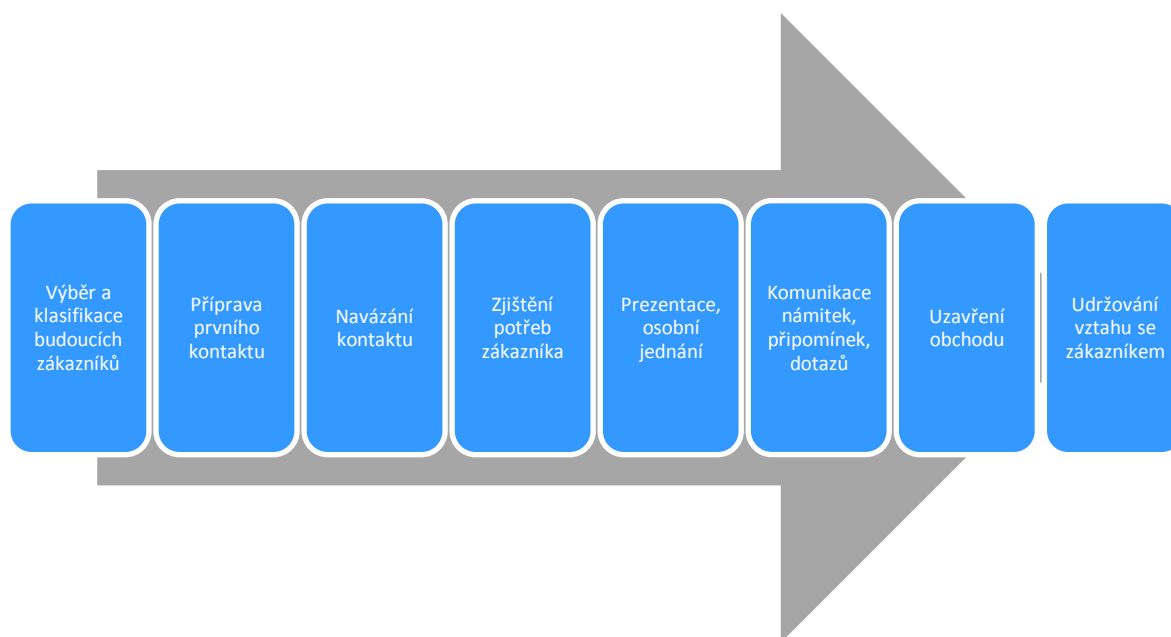 Výběr a
klasifikace
budoucích
zákazníků
Příprava
prvního
kontaktu
Navázání
kontaktu
Zjištění
potřeb
zákazníka
Prezentace,
osobní
jednání
Komunikace
námitek,
připomínek,
dotazů
Uzavření
obchodu
Udržování
vztahu se
zákazníkem